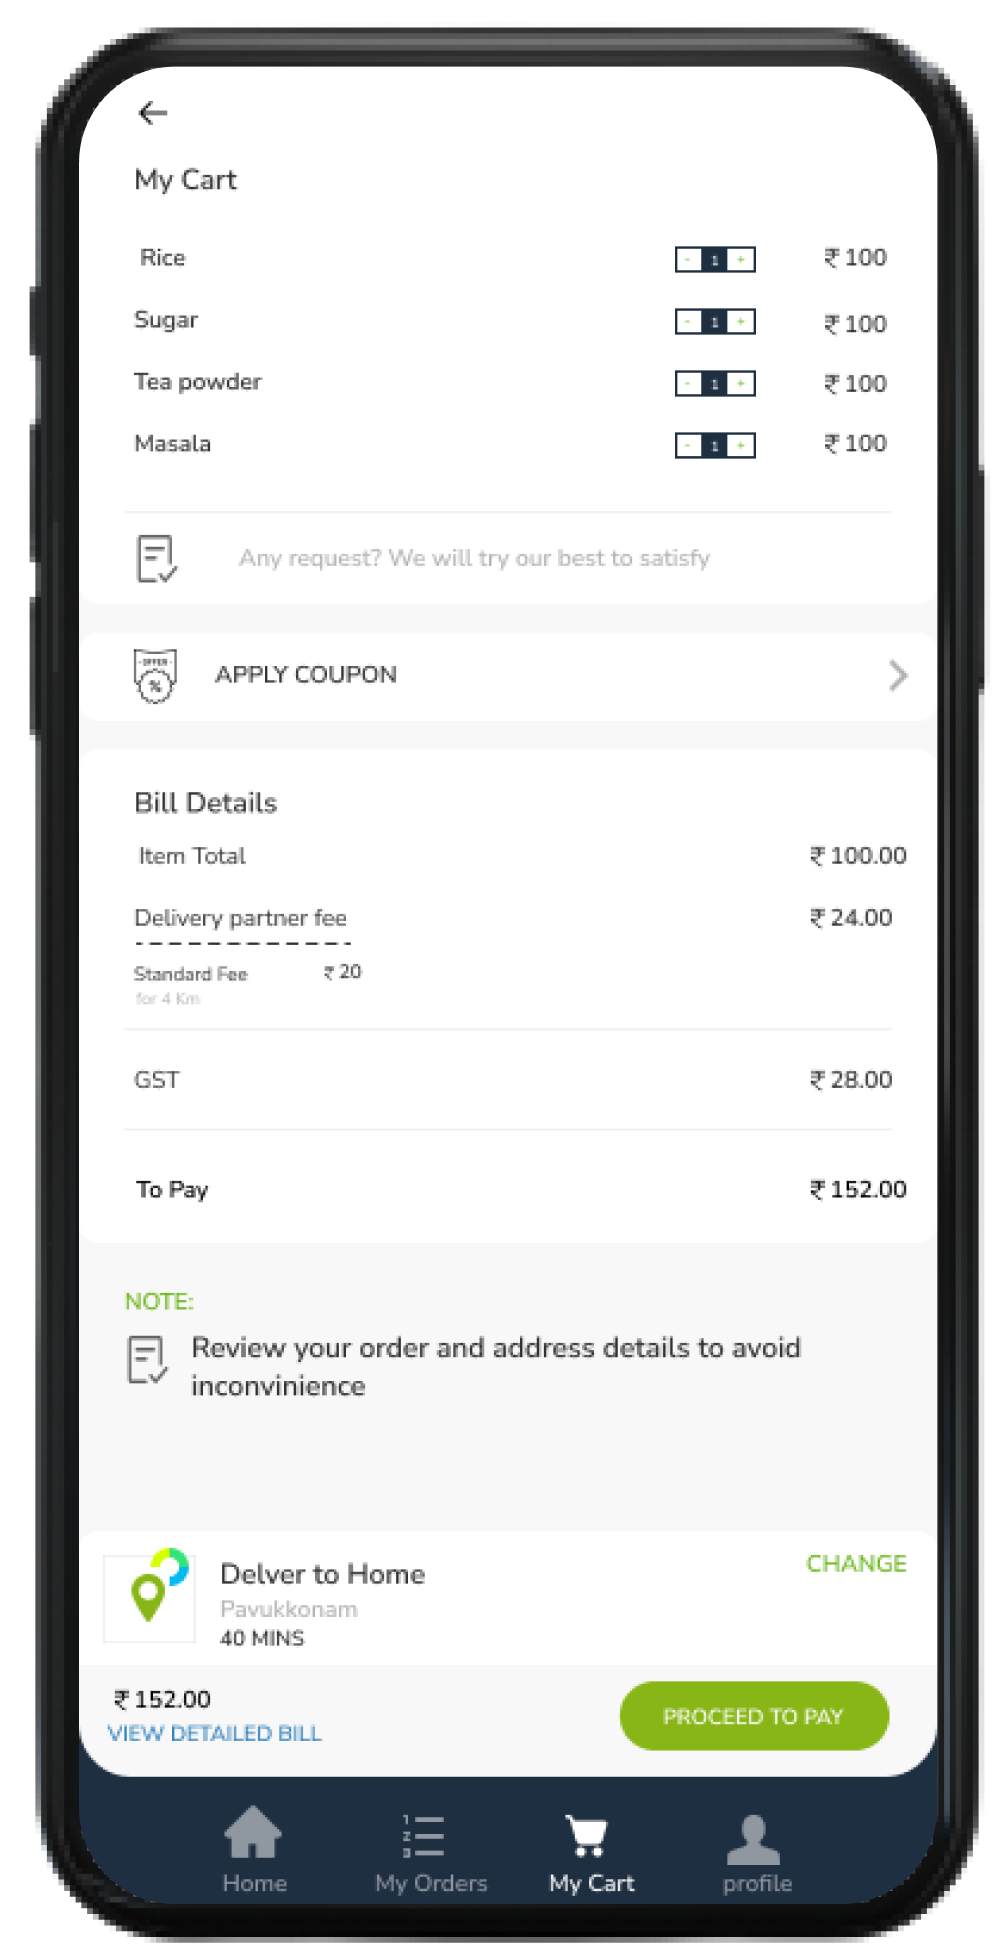 My Cart
Rice - 1 + ₹ 100
Sugar - 1 + ₹ 100
Tea powder - 1 + ₹ 100
Masala - 1 + ₹ 100
Any request? We will try our best to satisfy
OFFER
%
APPLY COUPON
Bill Details
Item Total ₹ 100.00
Delivery partner fee ₹ 24.00
Standard Fee ₹ 20
for 4 Km
GST ₹ 28.00
To Pay ₹ 152.00
NOTE:
Review your order and address details to avoid
inconvinience
Delver to Home CHANGE
Pavukkonam
40 MINS
₹ 152.00
VIEW DETAILED BILL
PROCEED TO PAY
Home My Orders My Cart profile